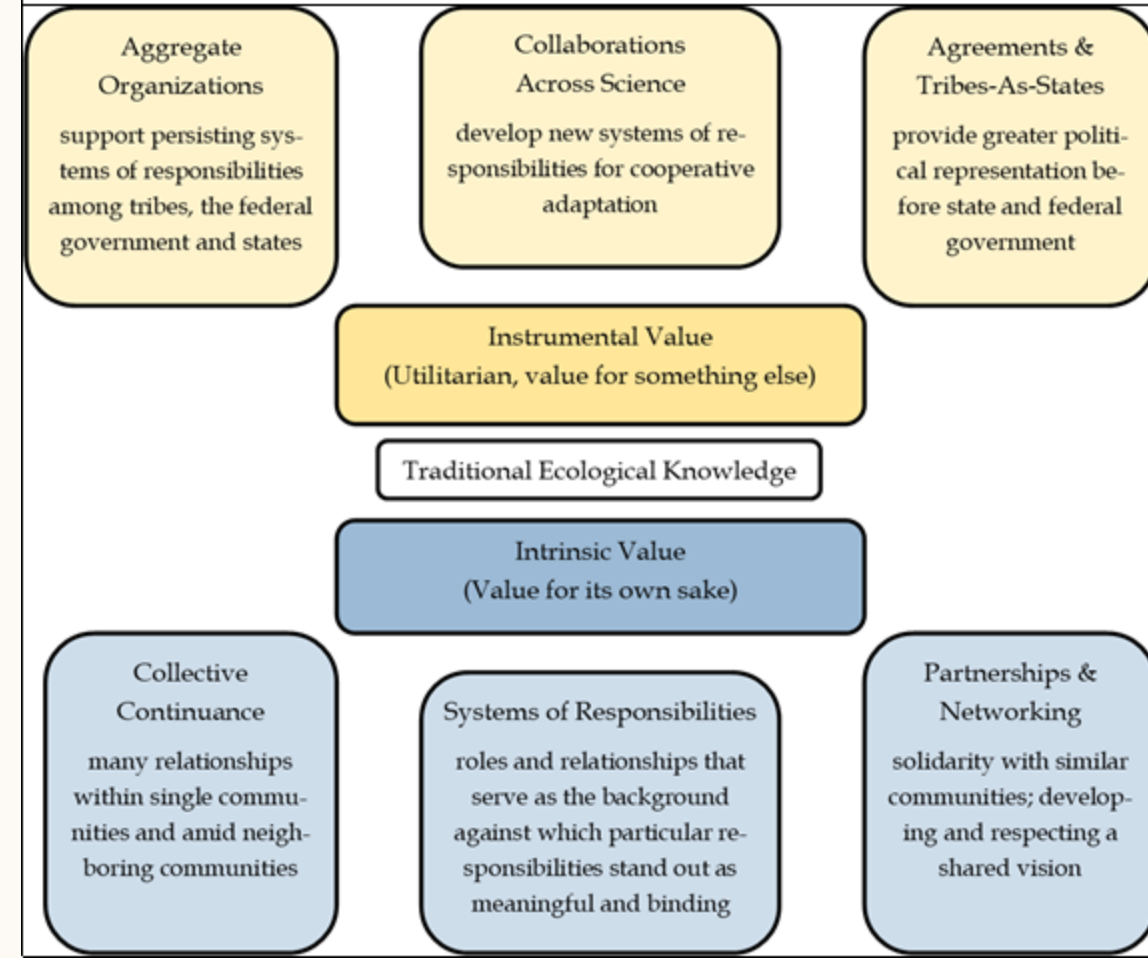 Aggregate
Organizations
support persisting sys-
tems of responsibilities
among tribes, the federal
government and states
Collaborations
Across Science
develop new systems of re-
sponsibilities for cooperative
adaptation
Agreements &
Tribes-As-States
provide greater politi-
cal representation be-
fore state and federal
government
Instrumental Value
(Utilitarian, value for something else)
Traditional Ecological Knowledge
Intrinsic Value
(Value for its own sake)
Collective
Continuance
many relationships
within single commu-
nities and amid neigh-
boring communities
Systems of Responsibilities
roles and relationships that
serve as the background
against which particular re-
sponsibilities stand out as
meaningful and binding
Partnerships &
Networking
solidarity with similar
communities; develop-
ing and respecting a
shared vision